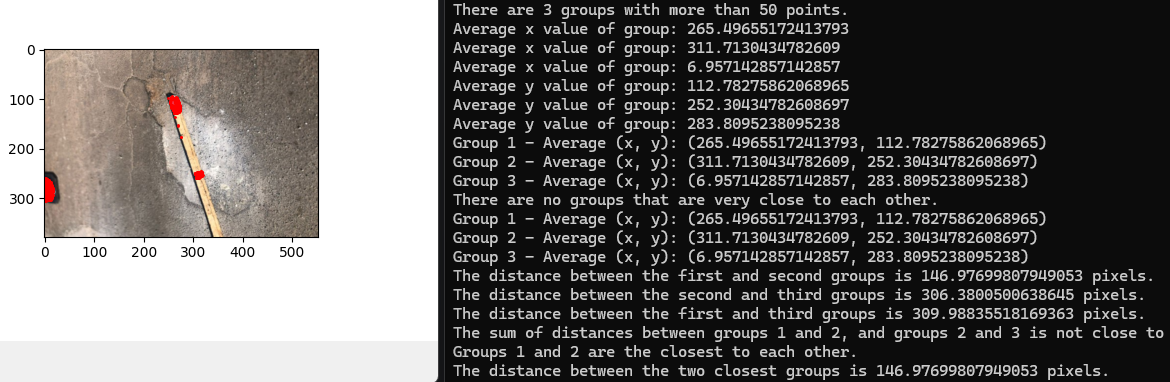 0
100
200
300
0 100 200 300 400 500
There are 3 groups with more than 50 points.
Average x value of group: 265.49655172413793
Average x value of group: 311.7130434782609
Average x value of group: 6.957142857142857
Average y value of group: 112.78275862068965
Average y value of group: 252.30434782608697
Average y value of group: 283.8095238095238
Group 1 - Average (x, y): (265.49655172413793, 112.78275862068965)
Group 2 - Average (x, y): (311.7130434782609, 252.30434782608697)
Group 3 - Average (x, y): (6.957142857142857, 283.8095238095238)
There are no groups that are very close to each other.
Group 1 - Average (x, y): (265.49655172413793, 112.78275862068965)
Group 2 - Average (x, y): (311.7130434782609, 252.30434782608697)
Group 3 - Average (x, y): (6.957142857142857, 283.8095238095238)
The distance between the first and second groups is 146.97699807949053 pixels.
The distance between the second and third groups is 306.3800500638645 pixels.
The distance between the first and third groups is 309.98835518169363 pixels.
The sum of distances between groups 1 and 2, and groups 2 and 3 is not close to
Groups 1 and 2 are the closest to each other.
The distance between the two closest groups is 146.97699807949053 pixels.